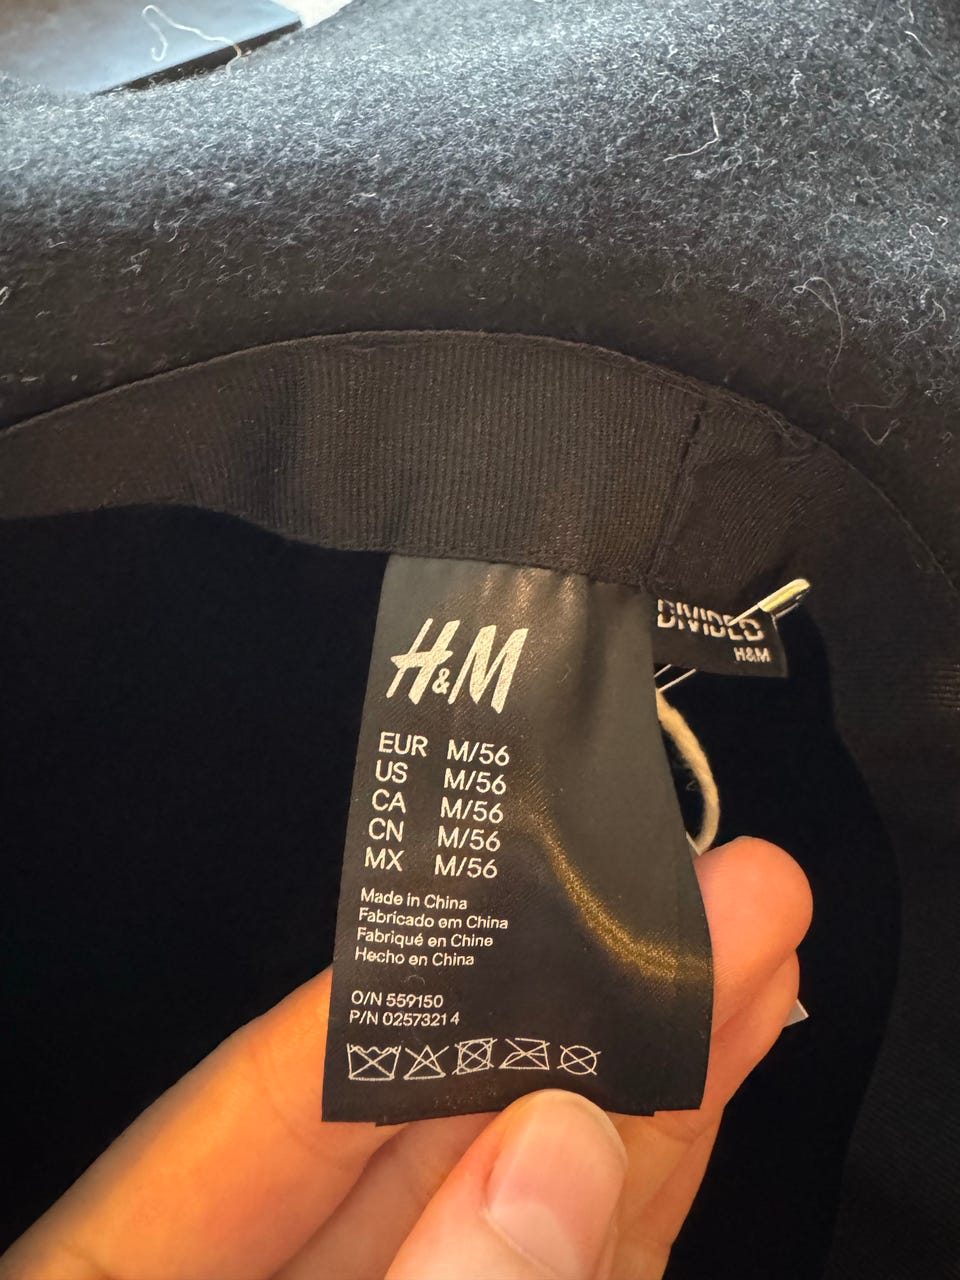 H&M
EUR M/56
US M/56
CA M/56
CN M/56
MX M/56
Made in China
Fabricado em China
Fabriqué en Chine
Hecho en China
O/N 559150
P/N 02573214
DIVIDED
H&M